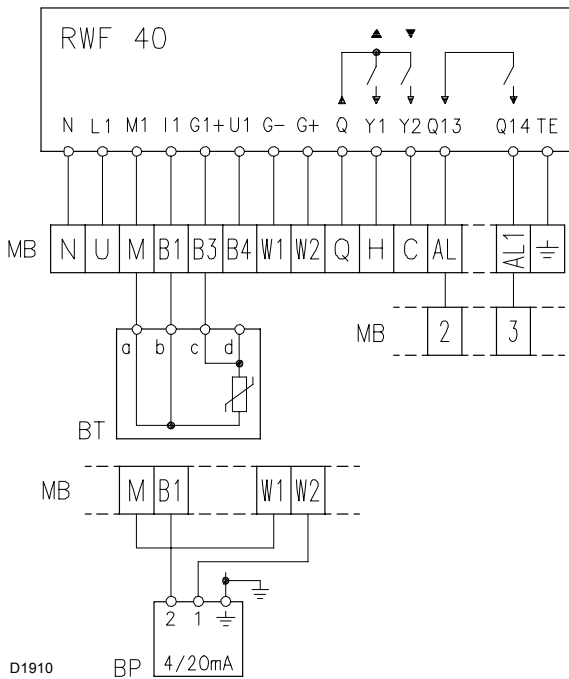 RWF 40
N L1 M1 I1 G1+ U1 G- G+ Q Y1 Y2 Q13 Q14 TE
MB N U M B1 B3 B4 W1 W2 Q H C AL AL1
MB 2 3
a b c d
BT
MB M B1 W1 W2
2 1
4/20mA
BP
D1910